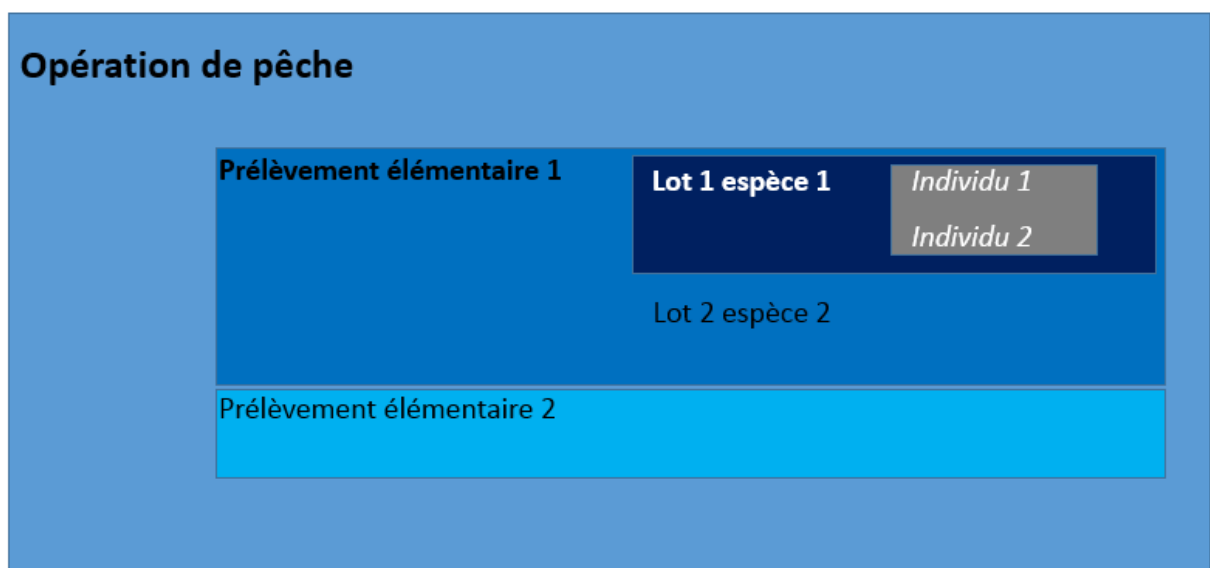 Opération de pêche
Prélèvement élémentaire 1
Lot 1 espèce 1
Individu 1
Individu 2
Lot 2 espèce 2
Prélèvement élémentaire 2